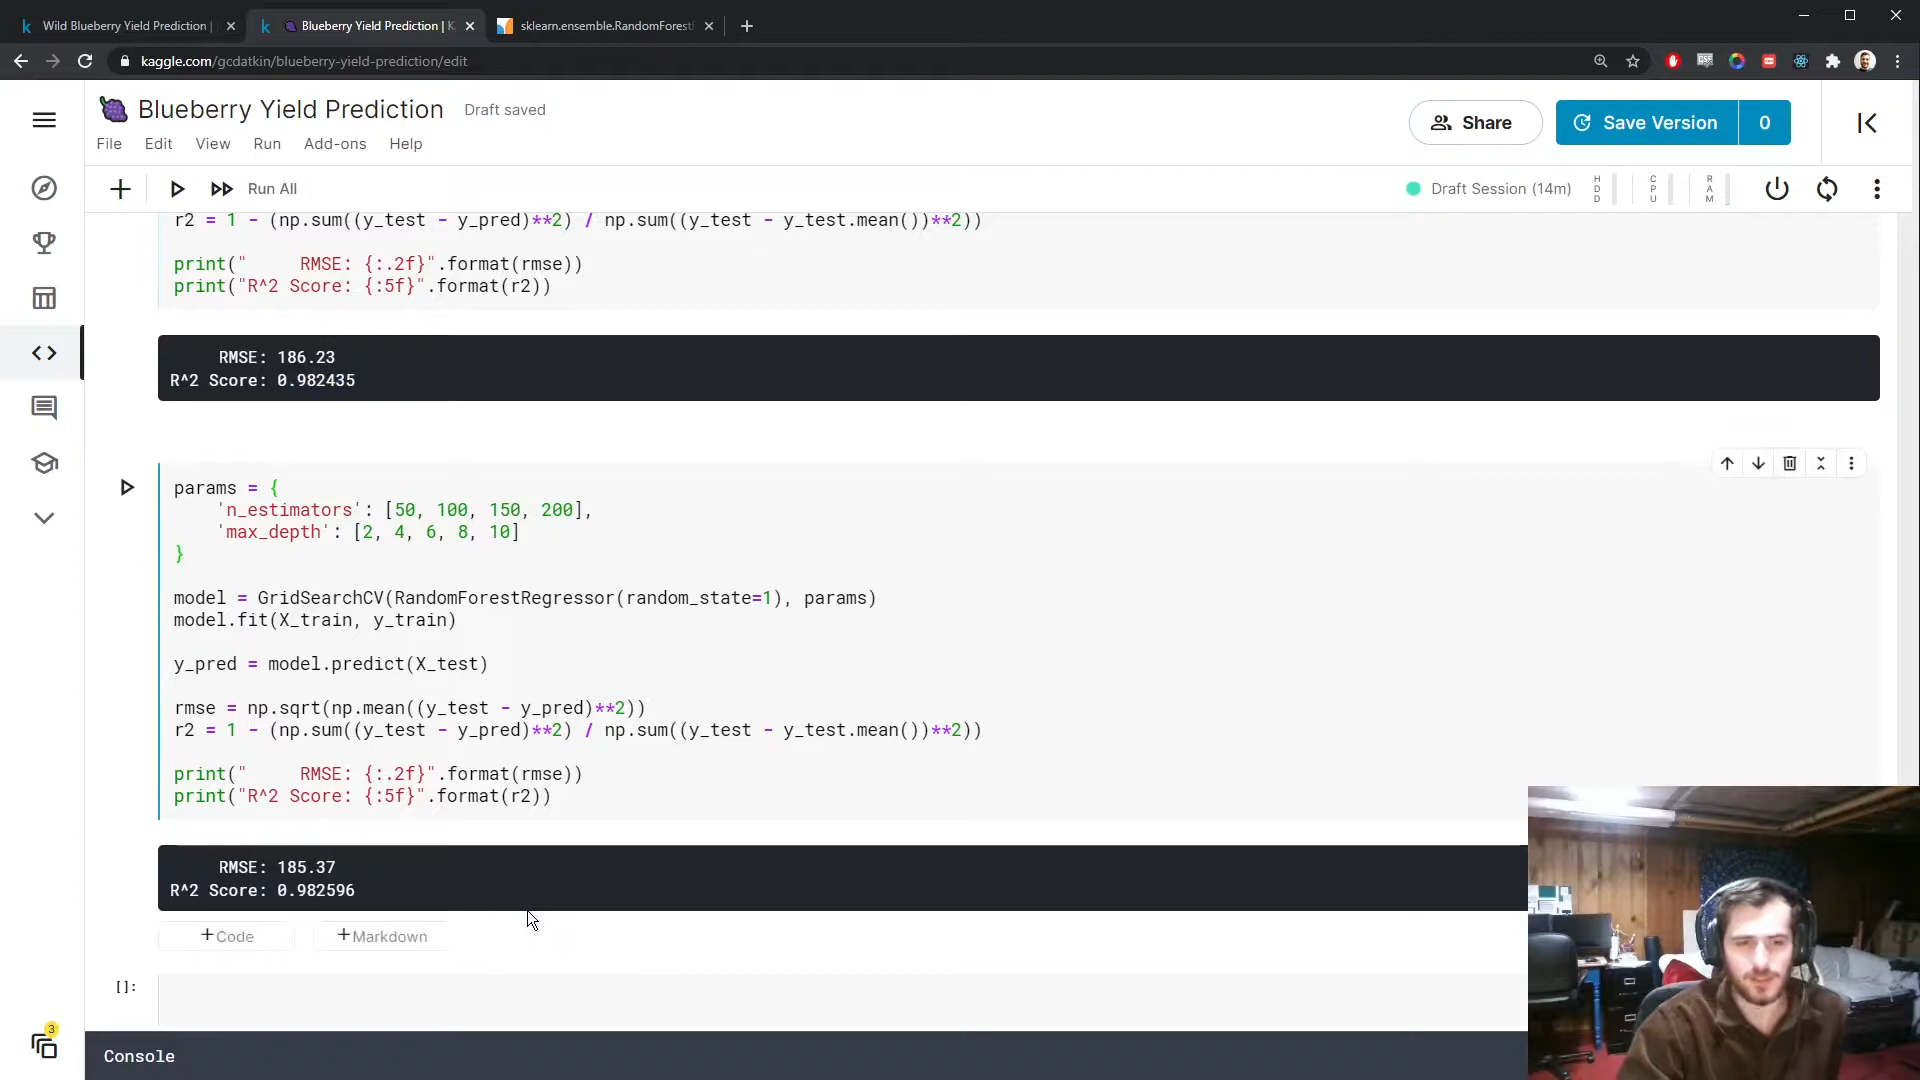 Wild Blueberry Yield Prediction |
Blueberry Yield Prediction | K
sklearn.ensemble.RandomForest
kaggle.com/gcdatkin/blueberry-yield-prediction/edit
Blueberry Yield Prediction
Draft saved
Share
Save Version
0
File Edit View Run Add-ons Help
Run All
Draft Session (14m)
HDD
CPU
RAM
r2 = 1 - (np.sum((y_test - y_pred)**2) / np.sum((y_test - y_test.mean())**2))
print("     RMSE: {:.2f}".format(rmse))
print("R^2 Score: {:5f}".format(r2))
RMSE: 186.23
R^2 Score: 0.982435
params = {
'n_estimators': [50, 100, 150, 200],
'max_depth': [2, 4, 6, 8, 10]
}
model = GridSearchCV(RandomForestRegressor(random_state=1), params)
model.fit(X_train, y_train)
y_pred = model.predict(X_test)
rmse = np.sqrt(np.mean((y_test - y_pred)**2))
r2 = 1 - (np.sum((y_test - y_pred)**2) / np.sum((y_test - y_test.mean())**2))
print("     RMSE: {:.2f}".format(rmse))
print("R^2 Score: {:5f}".format(r2))
RMSE: 185.37
R^2 Score: 0.982596
+Code
+Markdown
[]:
3
Console